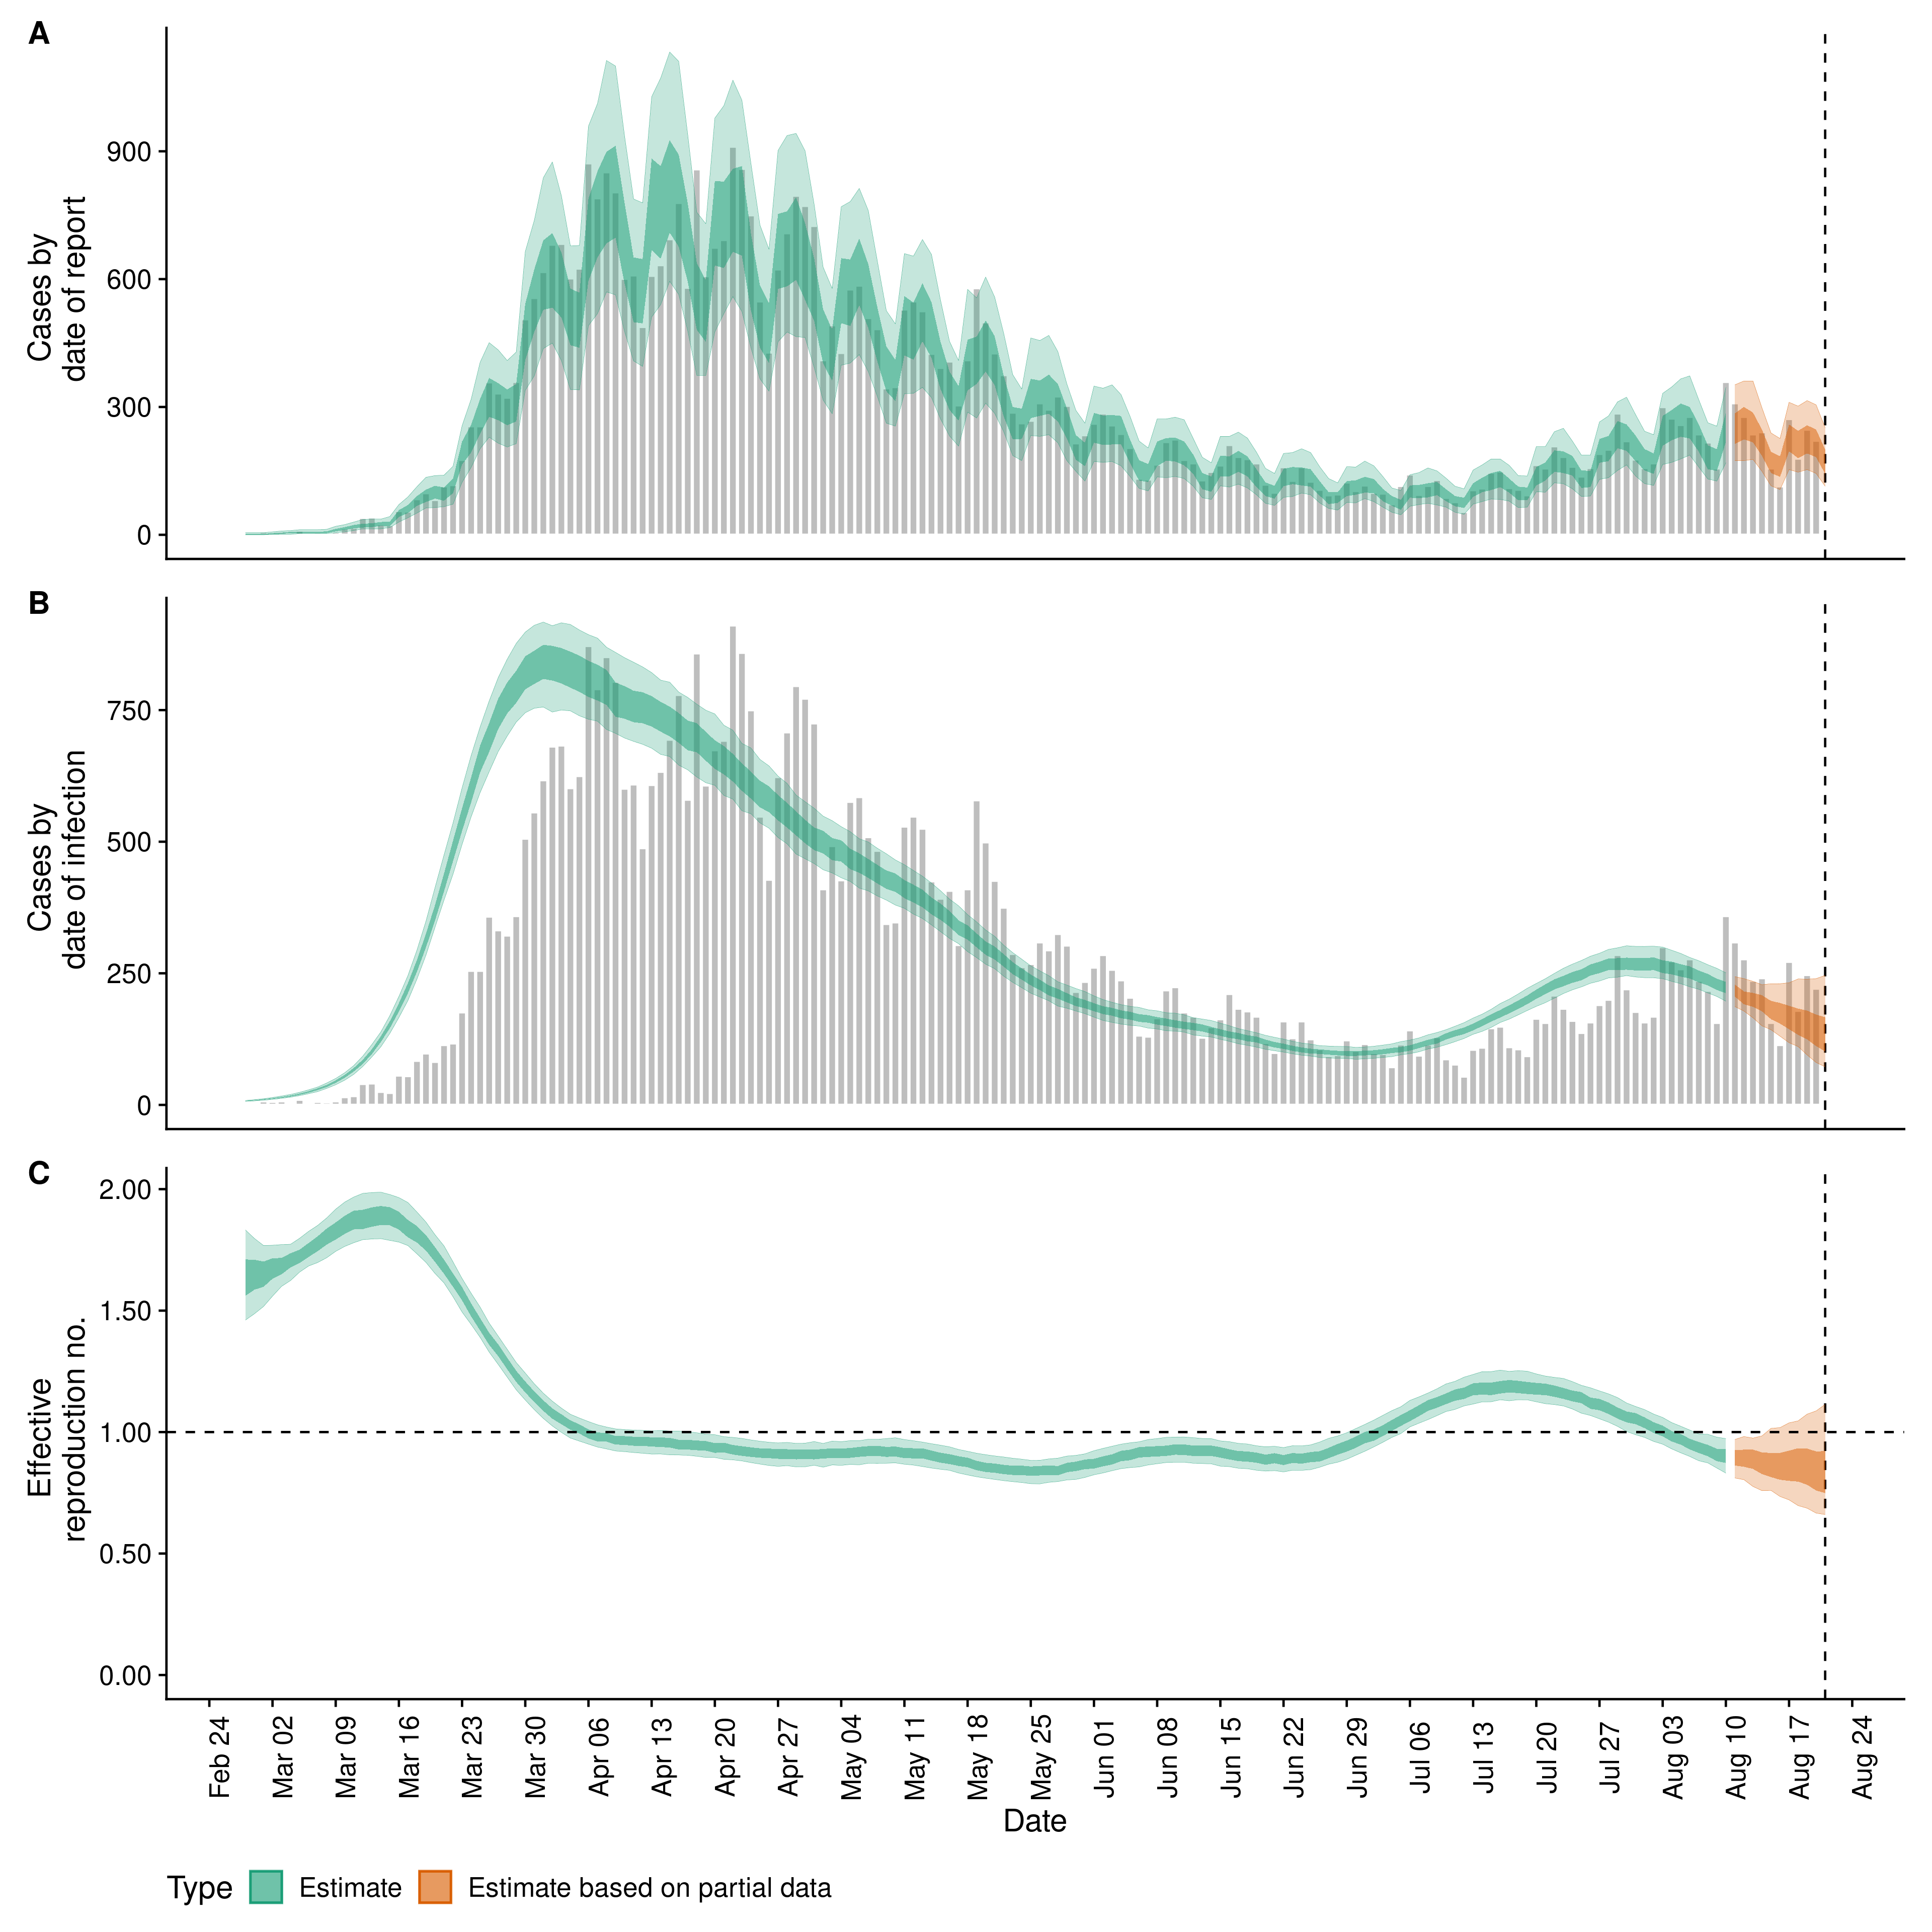 A
Cases by
date of report
900
600
300
0
B
Cases by
date of infection
750
500
250
0
C
Effective
reproduction no.
2.00
1.50
1.00
0.50
0.00
Feb 24
Mar 02
Mar 09
Mar 16
Mar 23
Mar 30
Apr 06
Apr 13
Apr 20
Apr 27
May 04
May 11
May 18
May 25
Jun 01
Jun 08
Jun 15
Jun 22
Jun 29
Jul 06
Jul 13
Jul 20
Jul 27
Aug 03
Aug 10
Aug 17
Aug 24
Date
Type Estimate Estimate based on partial data